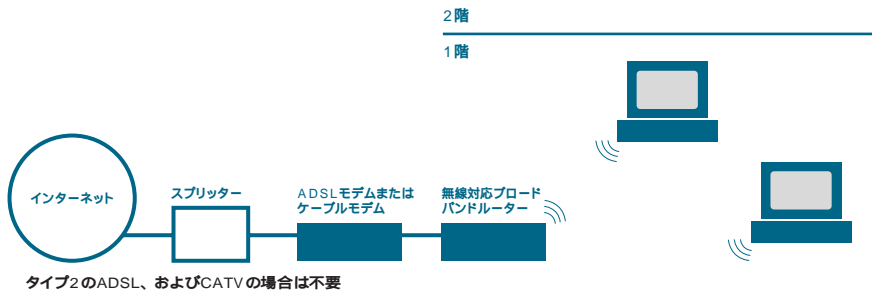 2階
1階
インターネット
スプリッター
ADSLモデムまたは
ケーブルモデム
無線対応ブロード
バンドルーター
タイプ2のADSL、およびCATVの場合は不要